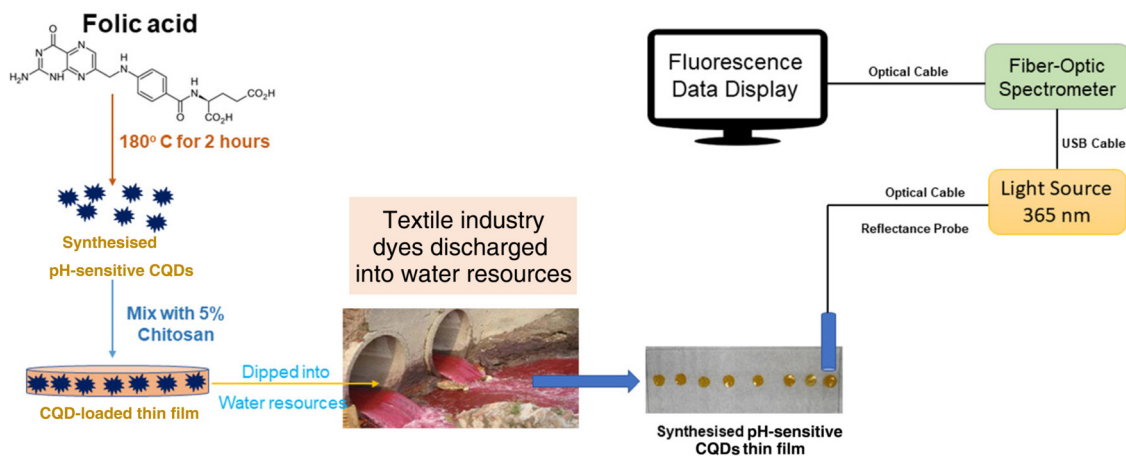 Folic acid
O
N
N
H₂N
N
NH
N
H
N
O
H
N
CO₂H
CO₂H
180° C for 2 hours
Synthesised
pH-sensitive CQDs
Mix with 5%
Chitosan
CQD-loaded thin film
Dipped into
Water resources
Textile industry
dyes discharged
into water resources
Fluorescence
Data Display
Optical Cable
Fiber-Optic
Spectrometer
USB Cable
Light Source
365 nm
Optical Cable
Reflectance Probe
Synthesised pH-sensitive
CQDs thin film